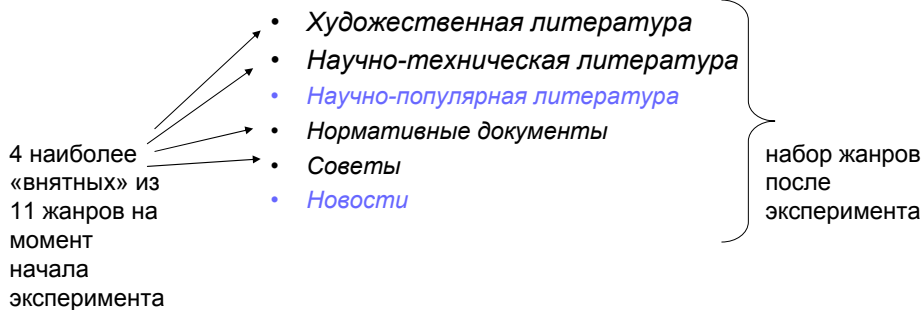 • Художественная литература
• Научно-техническая литература
• Научно-популярная литература
• Нормативные документы
• Советы
• Новости
4 наиболее
«внятных» из
11 жанров на
момент
начала
эксперимента
набор жанров
после
эксперимента